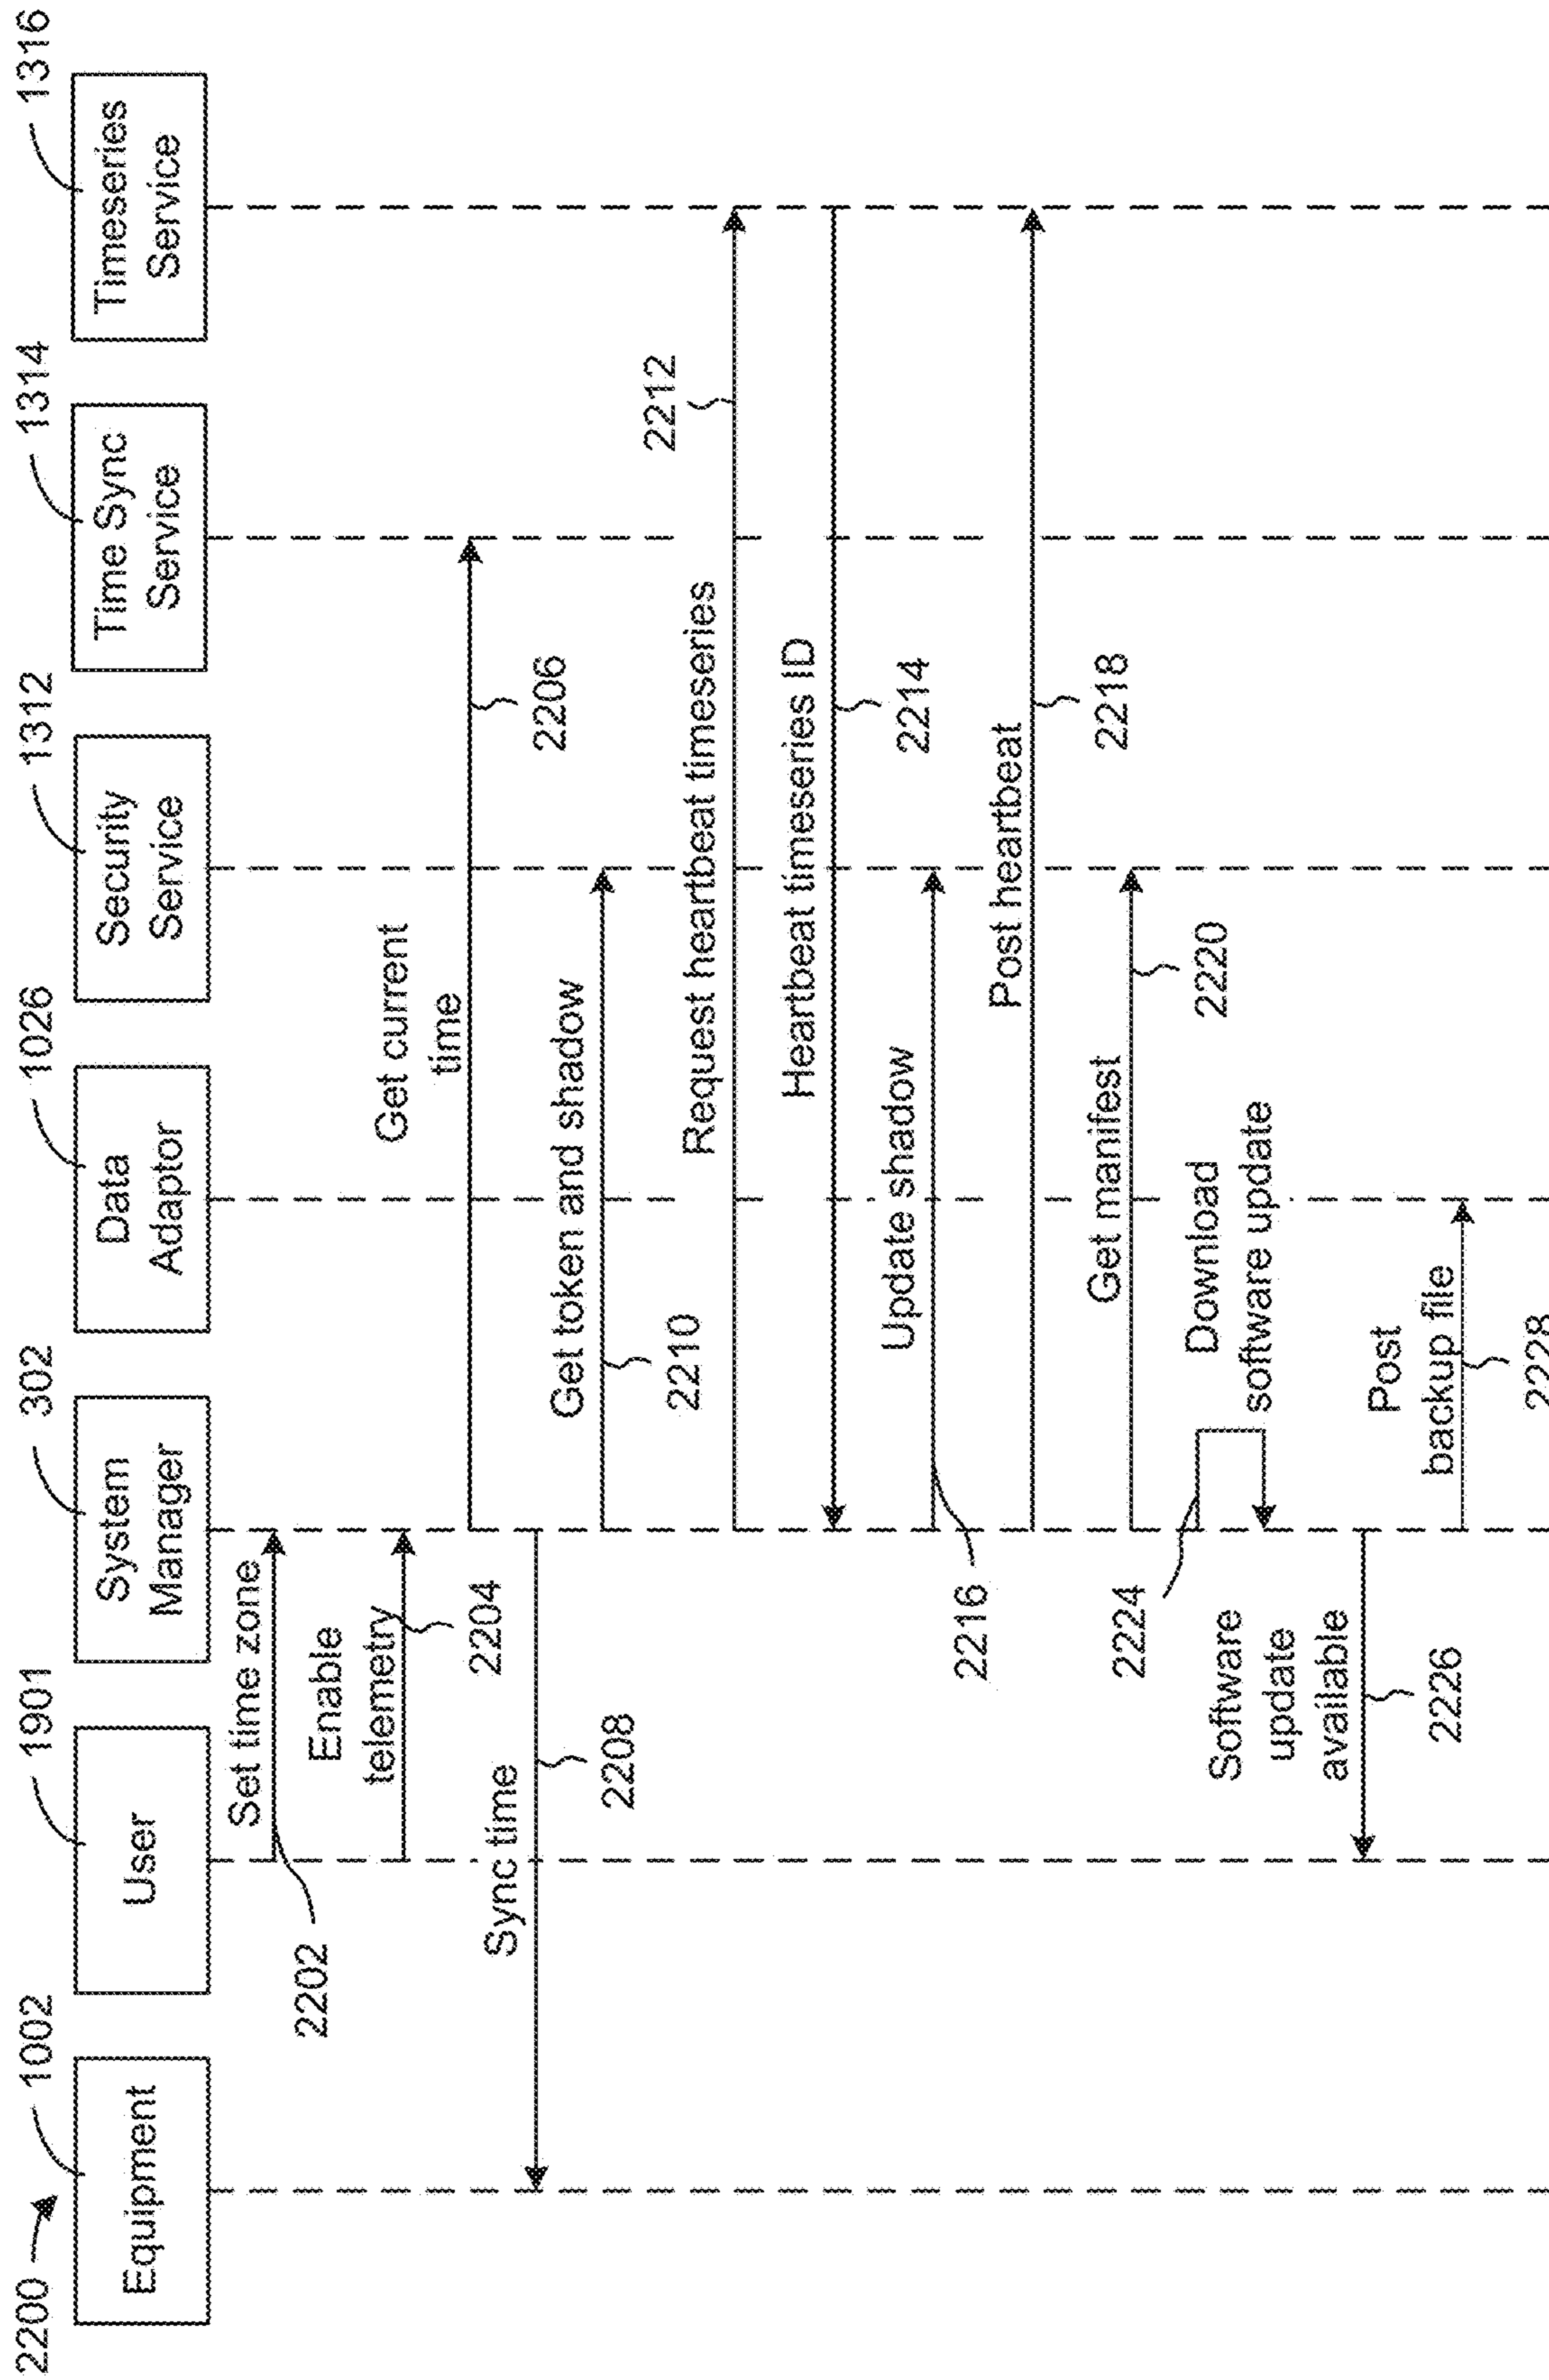 2200
Equipment
1002
User
1901
System
Manager
302
Data
Adaptor
1026
Security
Service
1312
Time Sync
Service
1314
Timeseries
Service
1316
Set time zone
2202
Enable
telemetry
2204
Get current
time
2206
Sync time
2208
Get token and shadow
2210
Request heartbeat timeseries
2212
Heartbeat timeseries ID
2214
Update shadow
2216
Post heartbeat
2218
Get manifest
2220
Download
software update
2224
Software
update
available
2226
Post
backup file
2228